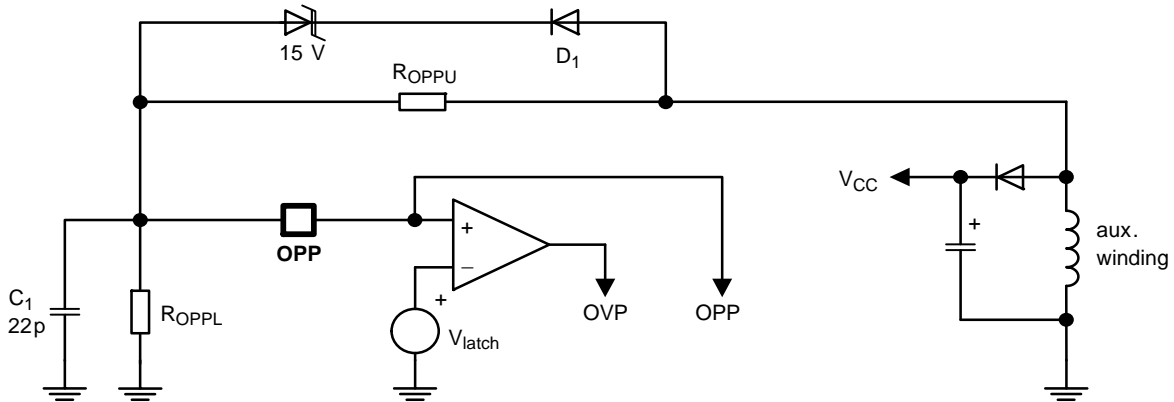 15 V
D1
ROPPU
VCC
+
aux.
winding
OPP
+
−
C1
22p
ROPPL
+
Vlatch
OVP
OPP